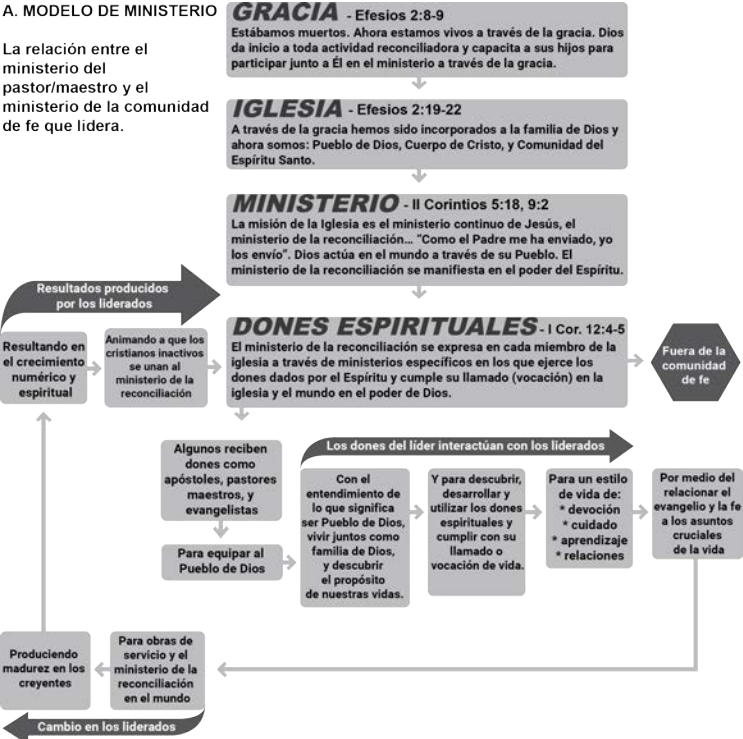 A. MODELO DE MINISTERIO
La relación entre el
ministerio del
pastor/maestro y el
ministerio de la comunidad
de fe que lidera.
GRACIA - Efesios 2:8-9
Estábamos muertos. Ahora estamos vivos a través de la gracia. Dios
da inicio a toda actividad reconciliadora y capacita a sus hijos para
participar junto a Él en el ministerio a través de la gracia.
IGLESIA - Efesios 2:19-22
A través de la gracia hemos sido incorporados a la familia de Dios y
ahora somos: Pueblo de Dios, Cuerpo de Cristo, y Comunidad del
Espíritu Santo.
MINISTERIO - II Corintios 5:18, 9:2
La misión de la Iglesia es el ministerio continuo de Jesús, el
ministerio de la reconciliación... "Como el Padre me ha enviado, yo
los envío". Dios actúa en el mundo a través de su Pueblo. El
ministerio de la reconciliación se manifiesta en el poder del Espíritu.
Resultados producidos
por los liderados
Resultando en
el crecimiento
numérico y
espiritual
Animando a que los
cristianos inactivos
se unan al
ministerio de la
reconciliación
DONES ESPIRITUALES - I Cor. 12:4-5
El ministerio de la reconciliación se expresa en cada miembro de la
iglesia a través de ministerios específicos en los que ejerce los
dones dados por el Espíritu y cumple su llamado (vocación) en la
iglesia y el mundo en el poder de Dios.
Fuera de la
comunidad
de fe
Algunos reciben
dones como
apóstoles, pastores
maestros, y
evangelistas
Para equipar al
Pueblo de Dios
Los dones del líder interactúan con los liderados
Con el
entendimiento de
lo que significa
ser Pueblo de Dios,
vivir juntos como
familia de Dios,
y descubrir
el propósito
de nuestras vidas.
Y para descubrir,
desarrollar y
utilizar los dones
espirituales y
cumplir con su
llamado o
vocación de vida.
Para un estilo
de vida de:
* devoción
* cuidado
* aprendizaje
* relaciones
Por medio del
relacionar el
evangelio y la fe
a los asuntos
cruciales
de la vida
Para obras de
servicio y el
ministerio de la
reconciliación
en el mundo
Produciendo
madurez en los
creyentes
Cambio en los liderados